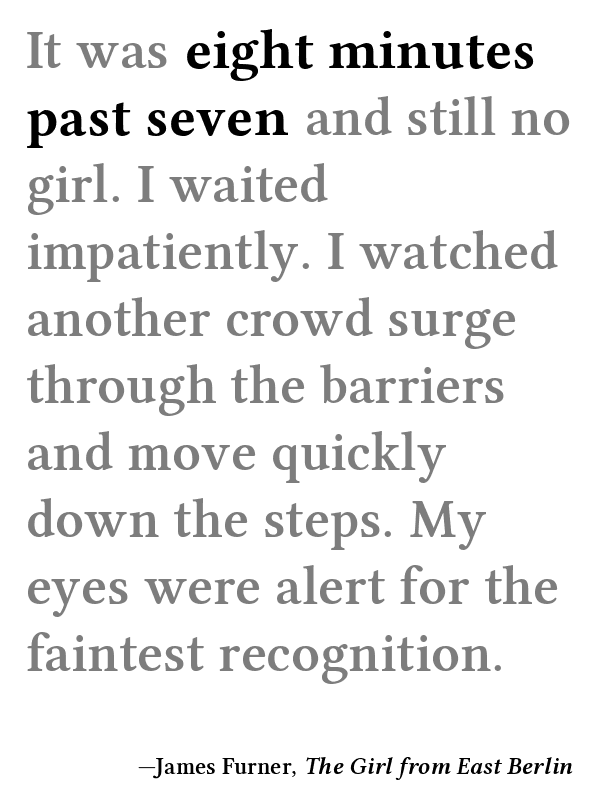 It was eight minutes
past seven and still no
girl. I waited
impatiently. I watched
another crowd surge
through the barriers
and move quickly
down the steps. My
eyes were alert for the
faintest recognition.
—James Furner, The Girl from East Berlin